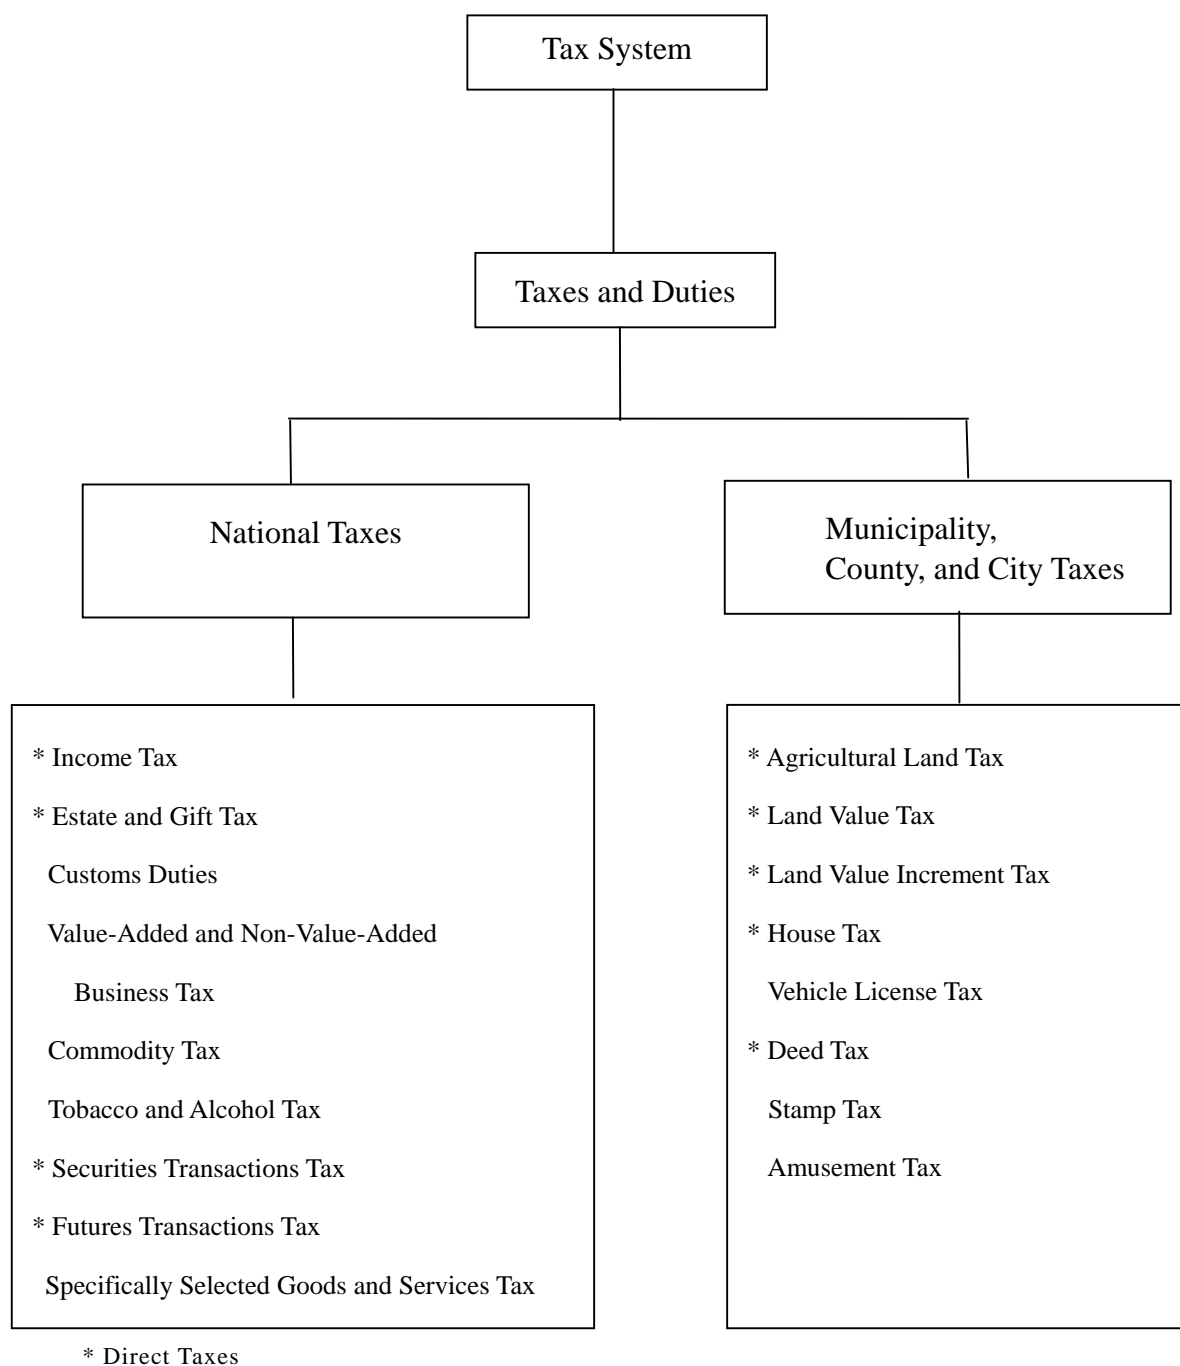 Tax System
Taxes and Duties
National Taxes
Municipality,
County, and City Taxes
* Income Tax
* Estate and Gift Tax
Customs Duties
Value-Added and Non-Value-Added
Business Tax
Commodity Tax
Tobacco and Alcohol Tax
* Securities Transactions Tax
* Futures Transactions Tax
Specifically Selected Goods and Services Tax
* Agricultural Land Tax
* Land Value Tax
* Land Value Increment Tax
* House Tax
Vehicle License Tax
* Deed Tax
Stamp Tax
Amusement Tax
* Direct Taxes